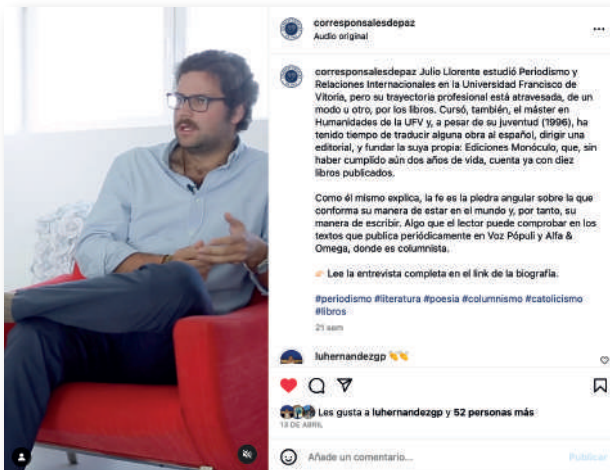 corresponsalesdepaz
Audio original
corresponsalesdepaz Julio Llorente estudió Periodismo y
Relaciones Internacionales en la Universidad Francisco de
Vitoria, pero su trayectoria profesional está atravesada, de un
modo u otro, por los libros. Cursó, también, el máster en
Humanidades de la UFV y, a pesar de su juventud (1996), ha
tenido tiempo de traducir alguna obra al español, dirigir una
editorial, y fundar la suya propia: Ediciones Monóculo, que, sin
haber cumplido aún dos años de vida, cuenta ya con diez
libros publicados.
Como él mismo explica, la fe es la piedra angular sobre la que
conforma su manera de estar en el mundo y, por tanto, su
manera de escribir. Algo que el lector puede comprobar en los
textos que publica periódicamente en Voz Pópuli y Alfa &
Omega, donde es columnista.
👉🏻 Lee la entrevista completa en el link de la biografía.
#periodismo #literatura #poesia #columnismo #catolicismo
#libros
21 sem
luhernandezgp 👏👏
Les gusta a luhernandezgp y 52 personas más
18 DE ABRIL
Añade un comentario...
Publicar